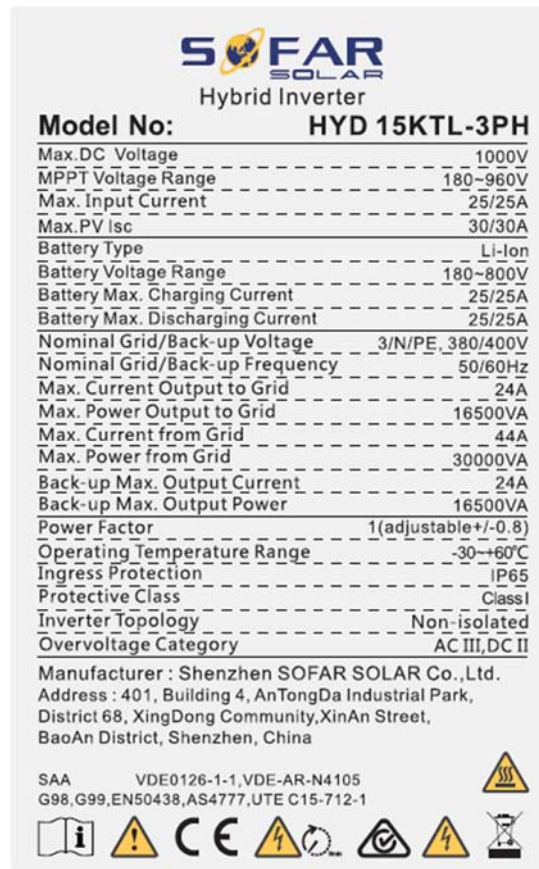 SOFAR
SOLAR
Hybrid Inverter
Model No: HYD 15KTL-3PH
Max.DC Voltage 1000V
MPPT Voltage Range 180~960V
Max. Input Current 25/25A
Max.PV Isc 30/30A
Battery Type Li-Ion
Battery Voltage Range 180~800V
Battery Max. Charging Current 25/25A
Battery Max. Discharging Current 25/25A
Nominal Grid/Back-up Voltage 3/N/PE, 380/400V
Nominal Grid/Back-up Frequency 50/60Hz
Max. Current Output to Grid 24A
Max. Power Output to Grid 16500VA
Max. Current from Grid 44A
Max. Power from Grid 30000VA
Back-up Max. Output Current 24A
Back-up Max. Output Power 16500VA
Power Factor 1(adjustable+/-0.8)
Operating Temperature Range -30~+60℃
Ingress Protection IP65
Protective Class Class I
Inverter Topology Non-isolated
Overvoltage Category AC III,DC II
Manufacturer : Shenzhen SOFAR SOLAR Co.,Ltd.
Address : 401, Building 4, AnTongDa Industrial Park,
District 68, XingDong Community,XinAn Street,
BaoAn District, Shenzhen, China
SAA VDE0126-1-1,VDE-AR-N4105
G98,G99,EN50438,AS4777,UTE C15-712-1
i CE